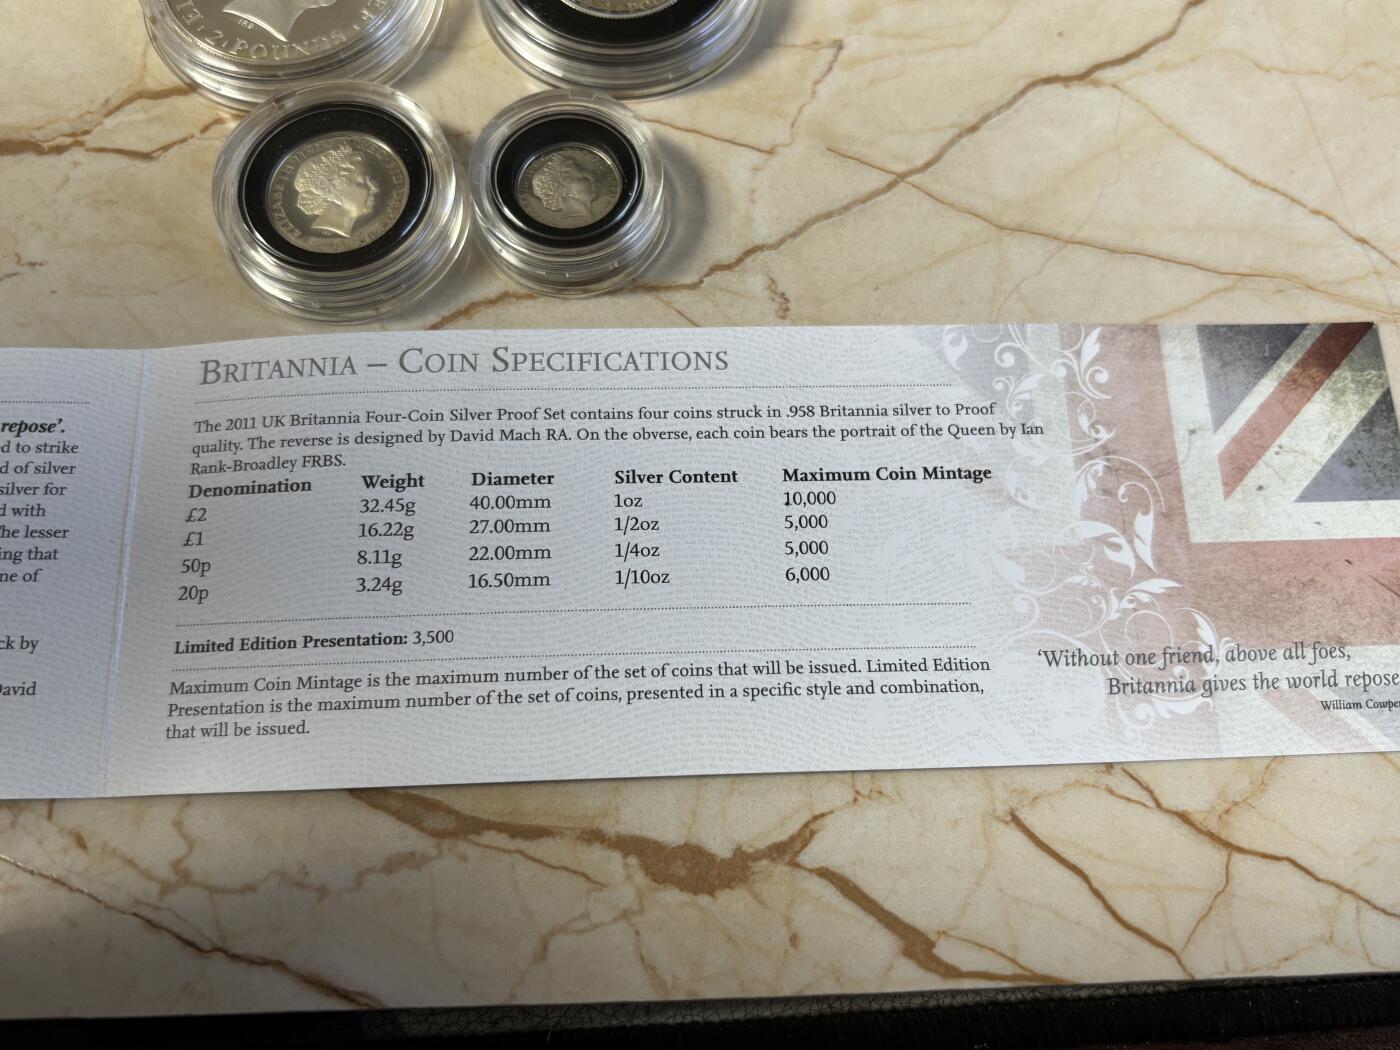 2 POUNDS
IRB
ELIZABETH
BRITANNIA – COIN SPECIFICATIONS
The 2011 UK Britannia Four-Coin Silver Proof Set contains four coins struck in .958 Britannia silver to Proof
quality. The reverse is designed by David Mach RA. On the obverse, each coin bears the portrait of the Queen by Ian
Rank-Broadley FRBS.
Denomination Weight Diameter Silver Content Maximum Coin Mintage
£2 32.45g 40.00mm 1oz 10,000
£1 16.22g 27.00mm 1/2oz 5,000
50p 8.11g 22.00mm 1/4oz 5,000
20p 3.24g 16.50mm 1/10oz 6,000
Limited Edition Presentation: 3,500
Maximum Coin Mintage is the maximum number of the set of coins that will be issued. Limited Edition
Presentation is the maximum number of the set of coins, presented in a specific style and combination,
that will be issued.
repose’.
d to strike
d of silver
silver for
d with
he lesser
ing that
ne of
ck by
David
‘Without one friend, above all foes,
Britannia gives the world repose
William Cowper